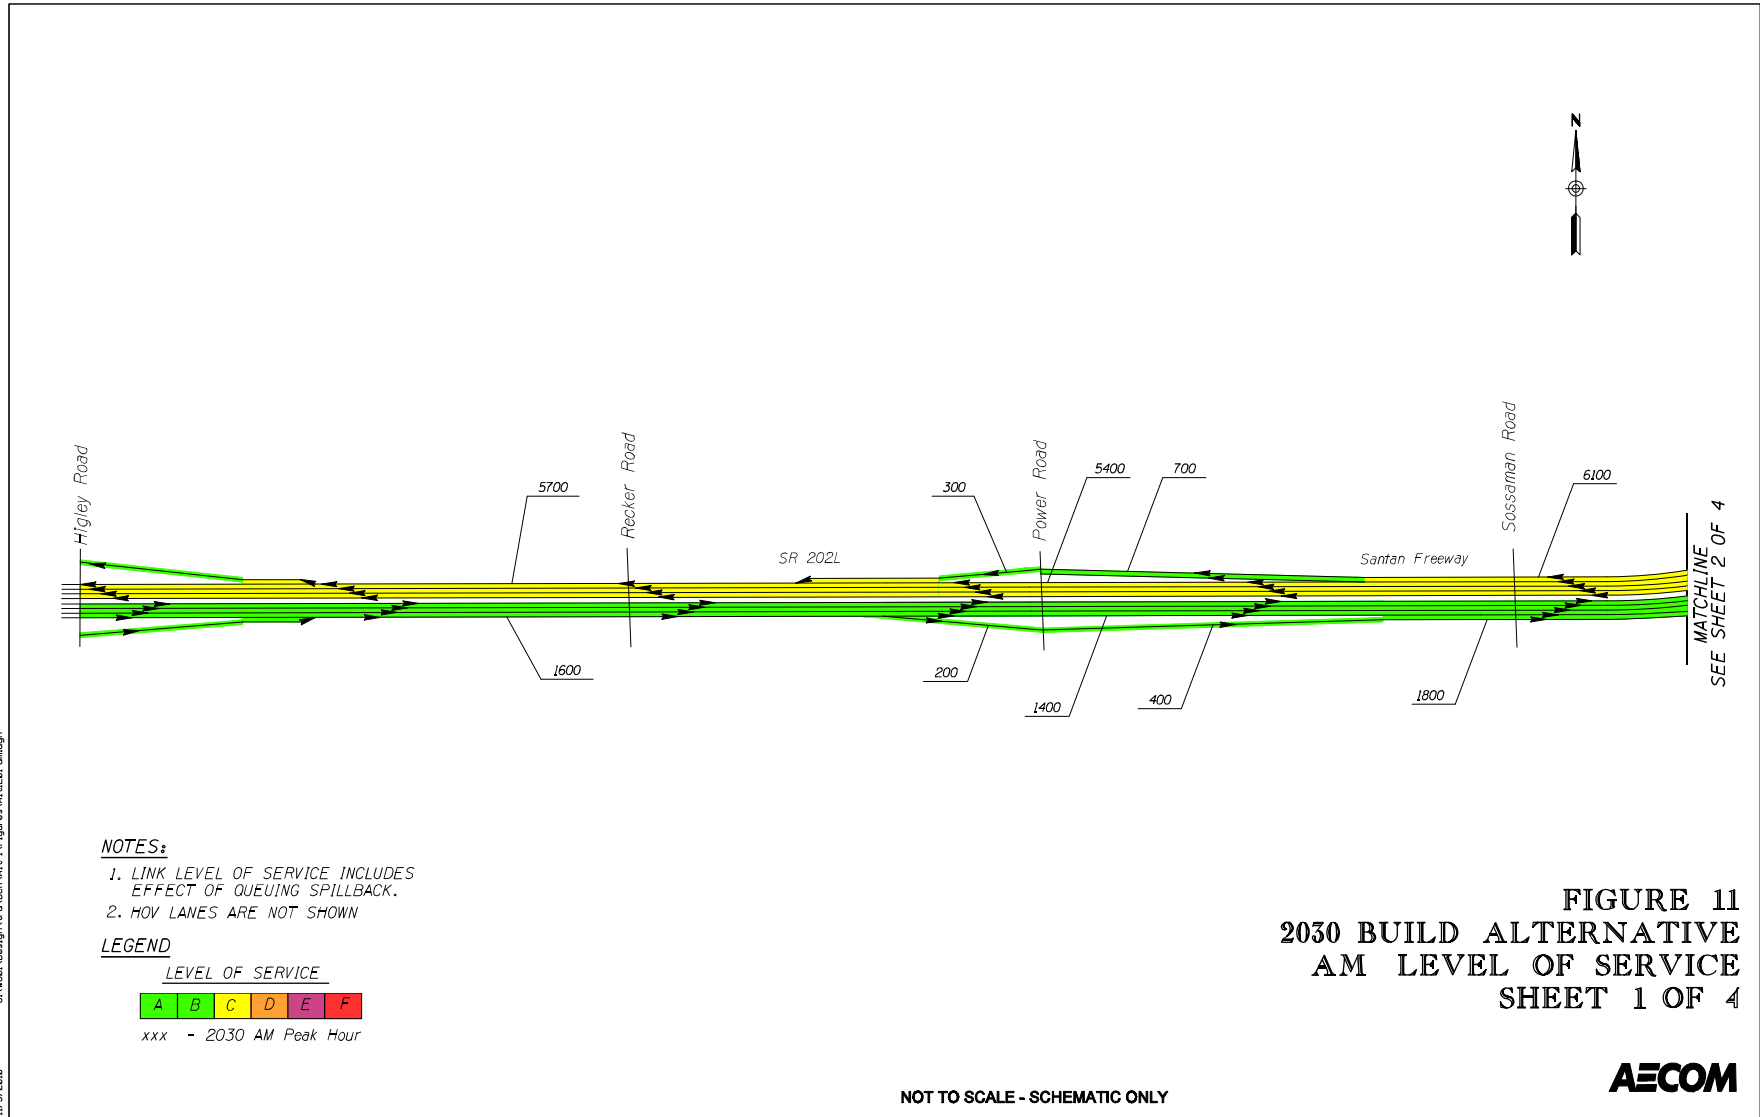 N
Higley Road
Recker Road
Power Road
Sossaman Road
5700
300
5400
700
6100
SR 202L
Santan Freeway
MATCHLINE
SEE SHEET 2 OF 4
1600
200
1400
400
1800
NOTES:
1. LINK LEVEL OF SERVICE INCLUDES
EFFECT OF QUEUING SPILLBACK.
2. HOV LANES ARE NOT SHOWN
LEGEND
LEVEL OF SERVICE
A B C D E F
xxx - 2030 AM Peak Hour
FIGURE 11
2030 BUILD ALTERNATIVE
AM LEVEL OF SERVICE
SHEET 1 OF 4
AECOM
NOT TO SCALE - SCHEMATIC ONLY